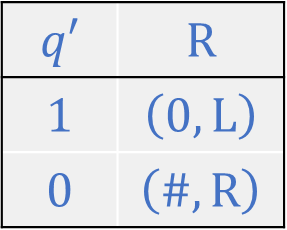 q′ R
1 (0, L)
0 (#, R)